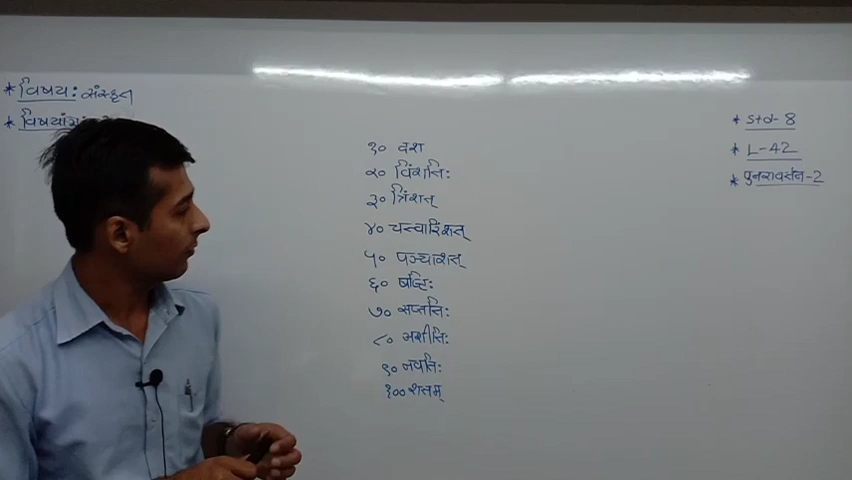 * विषय: संस्कृत
* विषयांश:
१० दश
२० विंशति:
३० त्रिंशत्
४० चत्वारिंशत्
५० पञ्चाशत्
६० षष्टि:
७० सप्तति:
८० अशीति:
९० नवति:
१०० शतम्
* Std-8
* L-42
* पुनरावर्तन-2